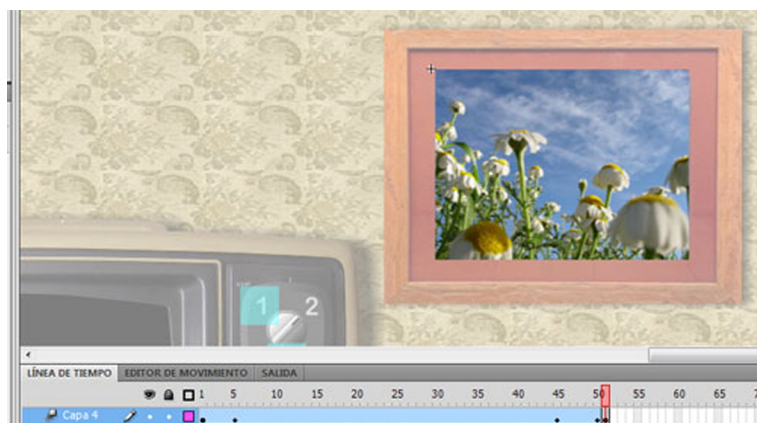 1 2
LÍNEA DE TIEMPO EDITOR DE MOVIMIENTO SALIDA
1 5 10 15 20 25 30 35 40 45 50 55 60 65 7
Capa 4